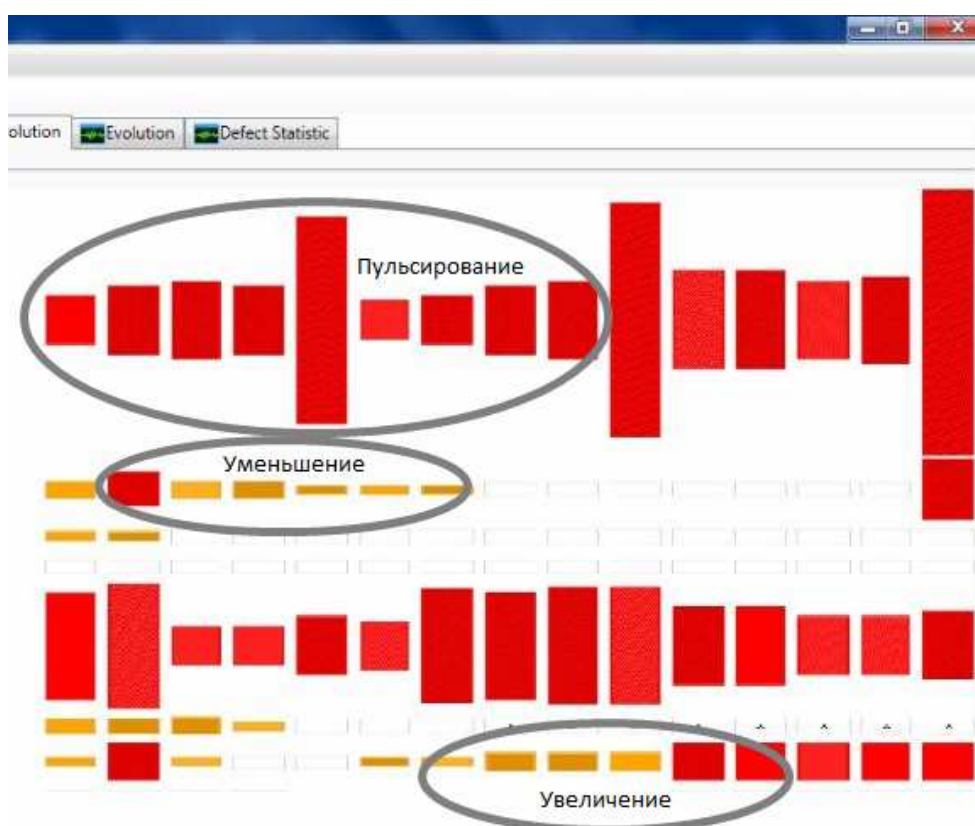 olution Evolution Defect Statistic
Пульсирование
Уменьшение
Увеличение